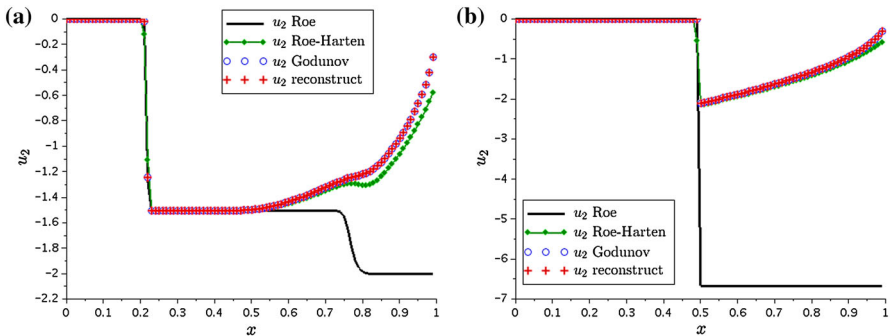 (a)
0
-0.2
-0.4
-0.6
-0.8
-1
-1.2
-1.4
-1.6
-1.8
-2
-2.2
u₂
u₂ Roe
u₂ Roe-Harten
u₂ Godunov
u₂ reconstruct
0 0.1 0.2 0.3 0.4 0.5 0.6 0.7 0.8 0.9 1
x
(b)
0
-1
-2
-3
-4
-5
-6
-7
u₂
u₂ Roe
u₂ Roe-Harten
u₂ Godunov
u₂ reconstruct
0 0.1 0.2 0.3 0.4 0.5 0.6 0.7 0.8 0.9 1
x